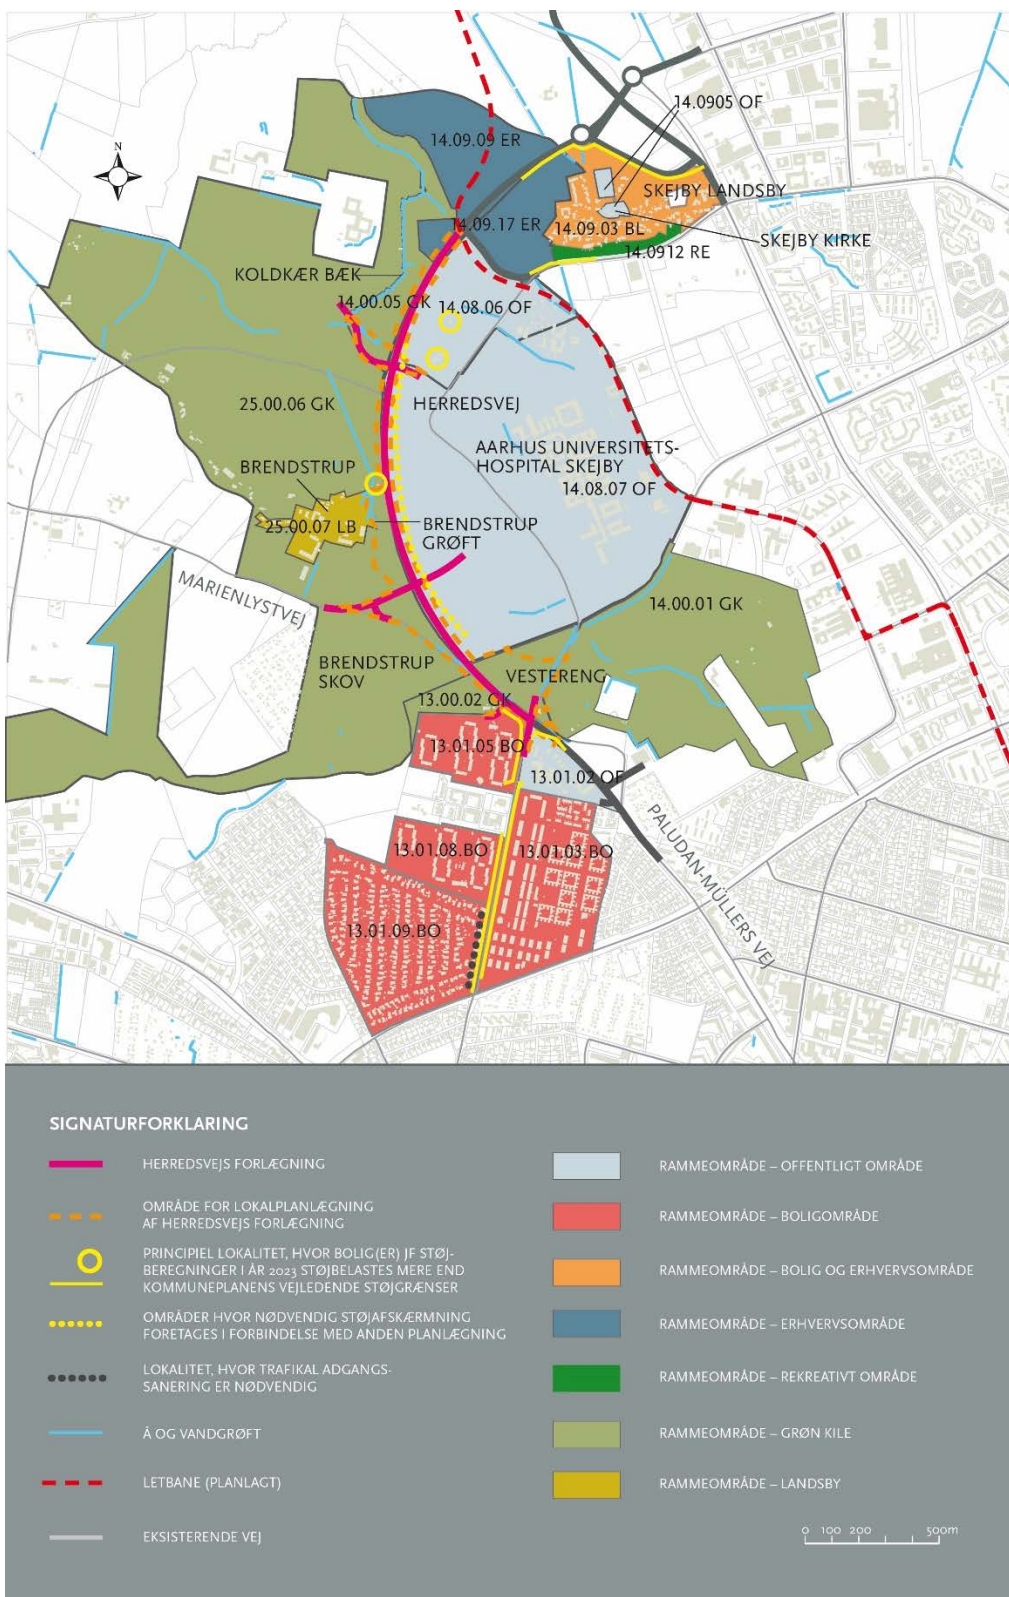 14.0905 OF
14.09.09 ER
N
SKEJBY LANDSBY
14.09.17 ER
14.09.03 BL
SKEJBY KIRKE
14.0912 RE
KOLDKÆR BÆK
14.00.05 GK
14.08.06 OF
25.00.06 GK
HERREDSVEJ
AARHUS UNIVERSITETS-
HOSPITAL SKEJBY
14.08.07 OF
BRENDSTRUP
25.00.07 LB
BRENDSTRUP
GRØFT
MARIENLYSTVEJ
14.00.01 GK
BRENDSTRUP
SKOV
VESTERENG
13.00.02 GK
13.01.05 BO
13.01.02 OF
PALUDAN-MÜLLERS VEJ
13.01.08.BO
13.01.03.BO
13.01.09.BO
SIGNATURFORKLARING
HERREDSVEJS FORLÆGNING
OMRÅDE FOR LOKALPLANLÆGNING
AF HERREDSVEJS FORLÆGNING
PRINCIPIEL LOKALITET, HVOR BOLIG(ER) JF STØJ-
BEREGNINGER I ÅR 2023 STØJBELASTES MERE END
KOMMUNEPLANENS VEJLEDENDE STØJGRÆNSER
OMRÅDER HVOR NØDVENDIG STØJAFSKÆRMNING
FORETAGES I FORBINDELSE MED ANDEN PLANLÆGNING
LOKALITET, HVOR TRAFIKAL ADGANGS-
SANERING ER NØDVENDIG
Å OG VANDGRØFT
LETBANE (PLANLAGT)
EKSISTERENDE VEJ
RAMMEOMRÅDE – OFFENTLIGT OMRÅDE
RAMMEOMRÅDE – BOLIGOMRÅDE
RAMMEOMRÅDE – BOLIG OG ERHVERVSOMRÅDE
RAMMEOMRÅDE – ERHVERVSOMRÅDE
RAMMEOMRÅDE – REKREATIVT OMRÅDE
RAMMEOMRÅDE – GRØN KILE
RAMMEOMRÅDE – LANDSBY
0 100 200 500m